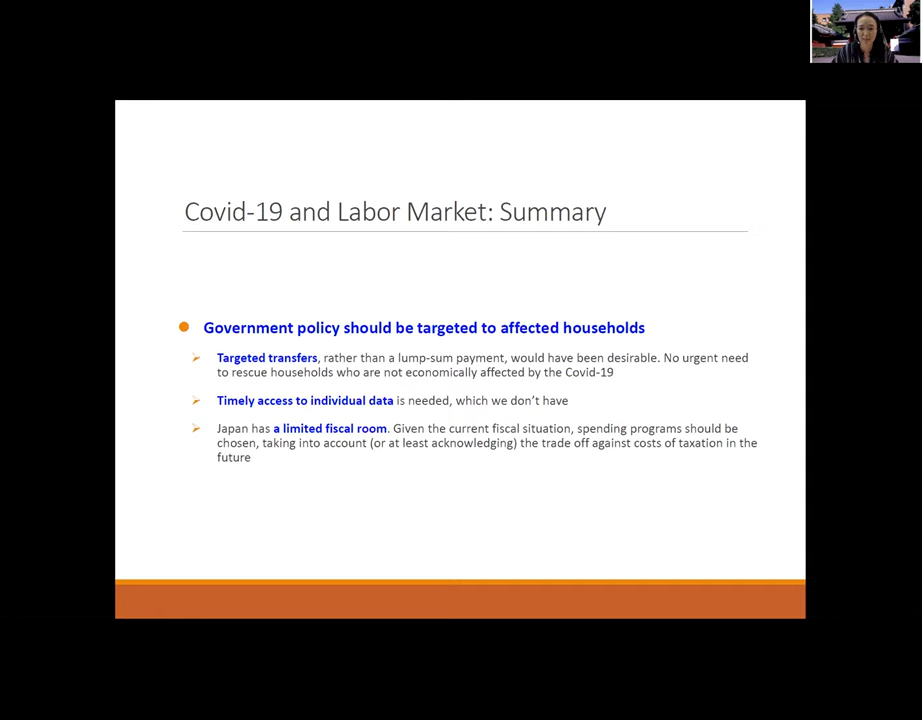 Covid-19 and Labor Market: Summary
Government policy should be targeted to affected households
Targeted transfers, rather than a lump-sum payment, would have been desirable. No urgent need
to rescue households who are not economically affected by the Covid-19
Timely access to individual data is needed, which we don’t have
Japan has a limited fiscal room. Given the current fiscal situation, spending programs should be
chosen, taking into account (or at least acknowledging) the trade off against costs of taxation in the
future